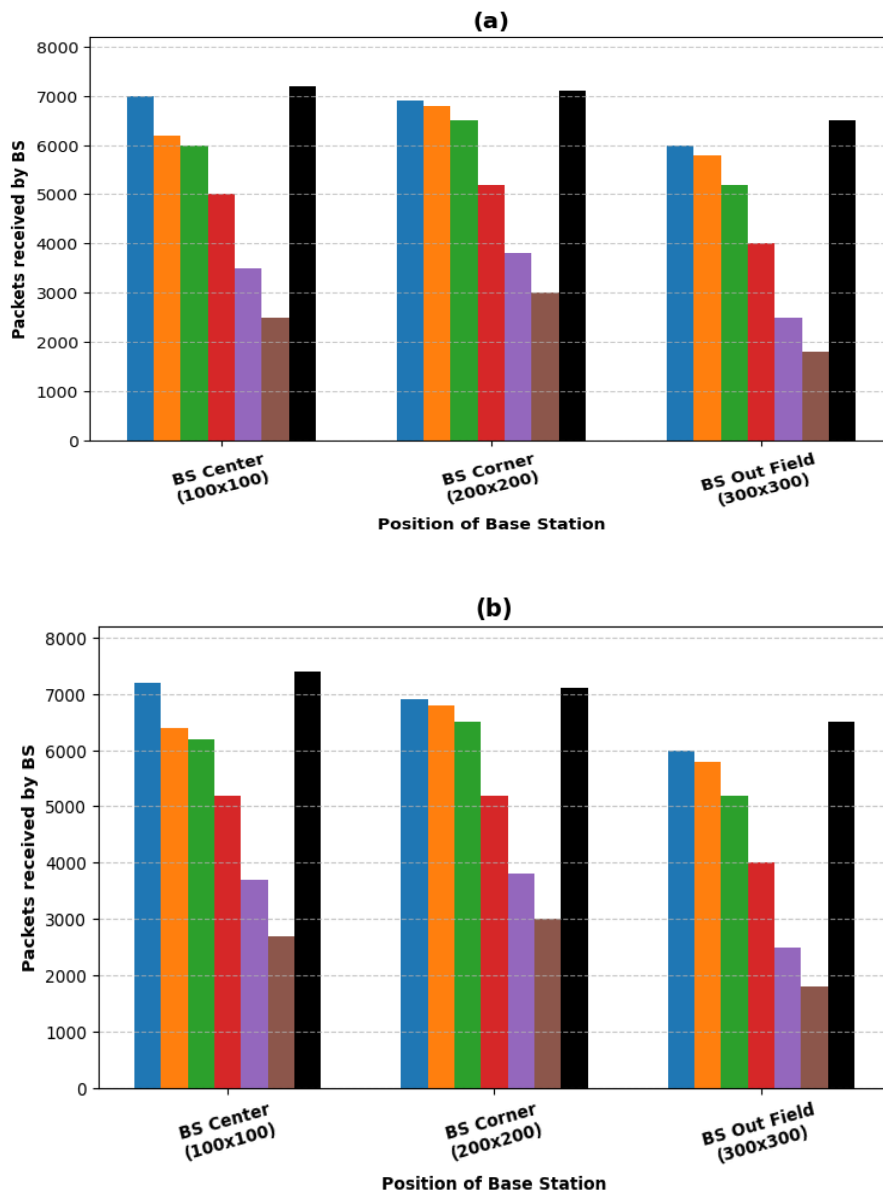 (a)
8000
7000
6000
5000
4000
3000
2000
1000
0
Packets received by BS
BS Center
(100x100)
BS Corner
(200x200)
BS Out Field
(300x300)
Position of Base Station
(b)
8000
7000
6000
5000
4000
3000
2000
1000
0
Packets received by BS
BS Center
(100x100)
BS Corner
(200x200)
BS Out Field
(300x300)
Position of Base Station